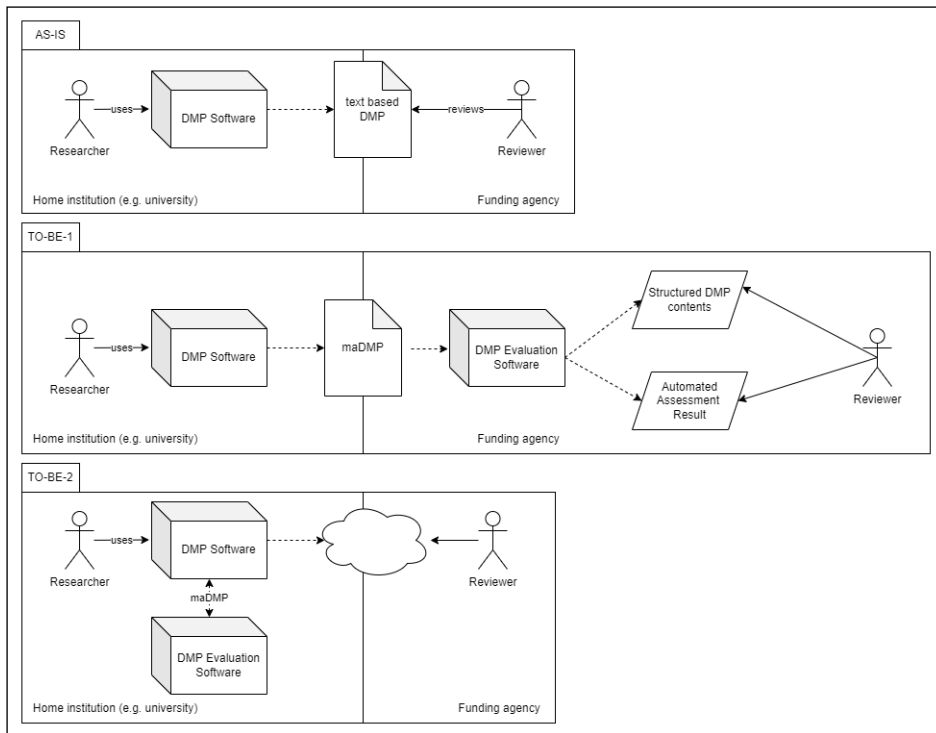 AS-IS
uses
DMP Software
text based
DMP
reviews
Researcher
Reviewer
Home institution (e.g. university)
Funding agency
TO-BE-1
Structured DMP
contents
uses
DMP Software
maDMP
DMP Evaluation
Software
Researcher
Automated
Assessment
Result
Reviewer
Home institution (e.g. university)
Funding agency
TO-BE-2
uses
DMP Software
Researcher
Reviewer
maDMP
DMP Evaluation
Software
Home institution (e.g. university)
Funding agency